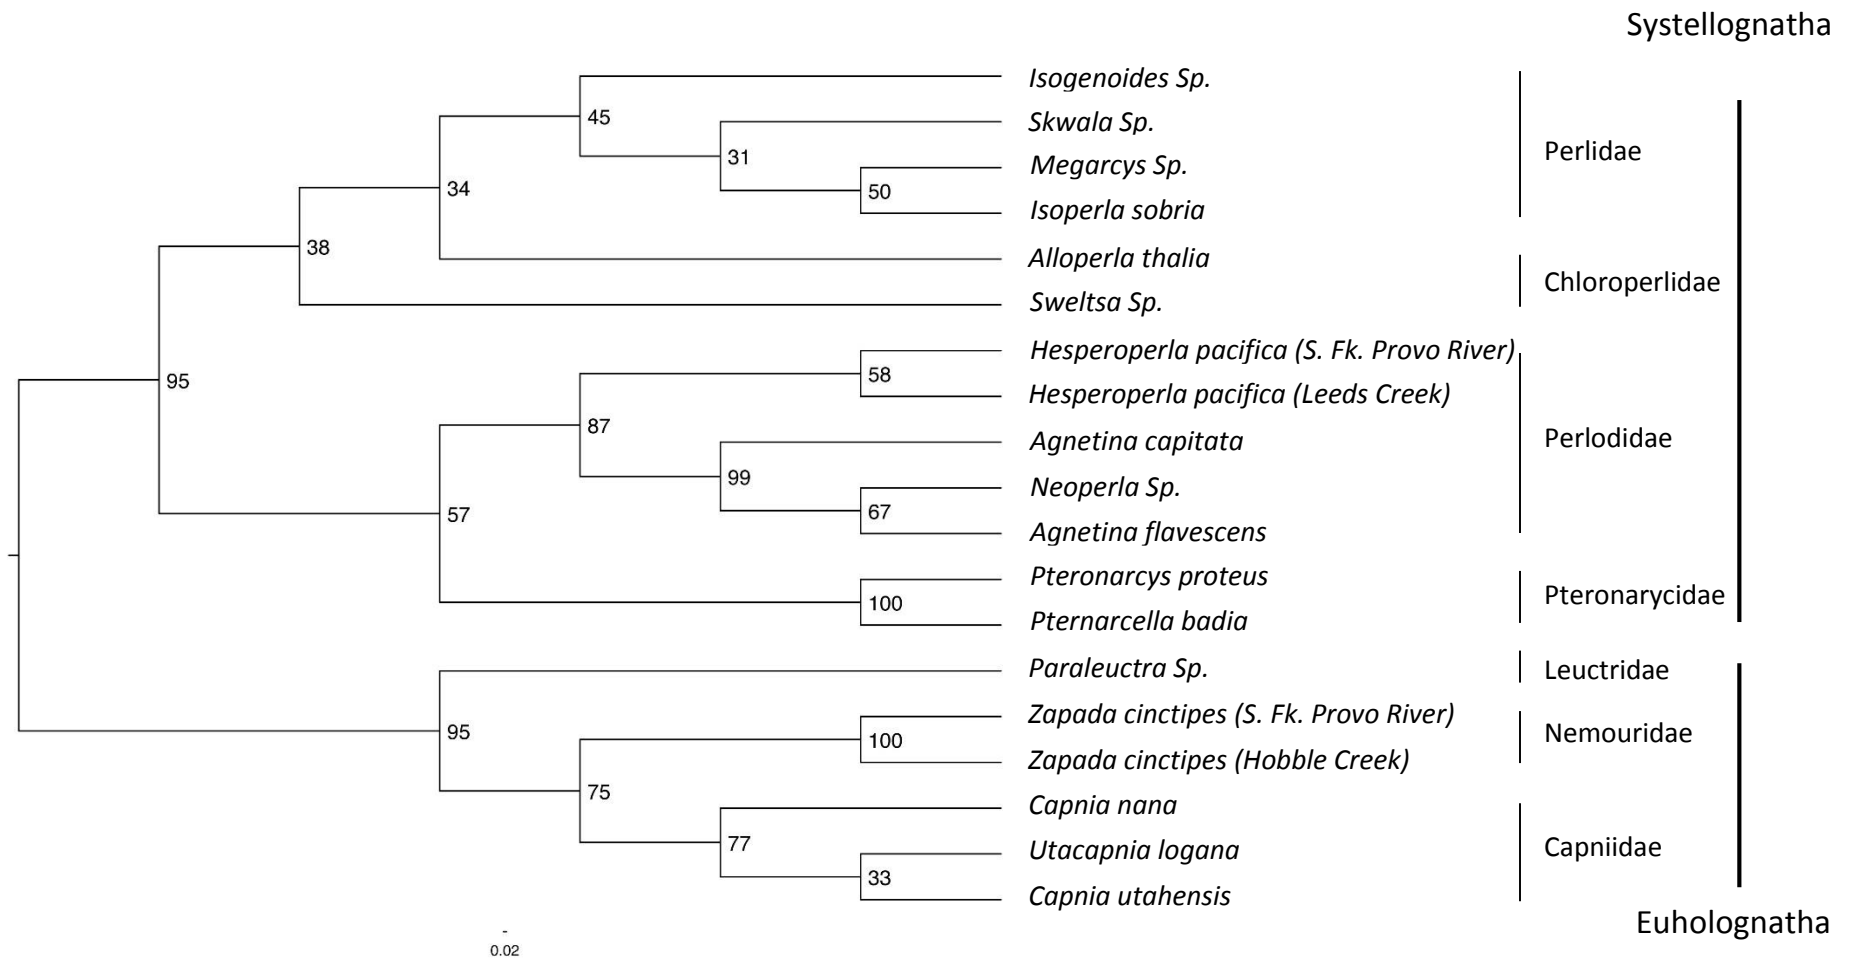 Systellognatha
Isogenoides Sp.
45
Skwala Sp.
31
Perlidae
Megarcys Sp.
34
50
Isoperla sobria
38
Alloperla thalia
Chloroperlidae
Sweltsa Sp.
Hesperoperla pacifica (S. Fk. Provo River)
58
95
Hesperoperla pacifica (Leeds Creek)
87
Agnetina capitata
Perlodidae
99
Neoperla Sp.
57
67
Agnetina flavescens
Pteronarcys proteus
100
Pteronarycidae
Pternarcella badia
Paraleuctra Sp.
Leuctridae
Zapada cinctipes (S. Fk. Provo River)
95
100
Nemouridae
Zapada cinctipes (Hobble Creek)
75
Capnia nana
77
Utacapnia logana
Capniidae
33
Capnia utahensis
Euholognatha
0.02